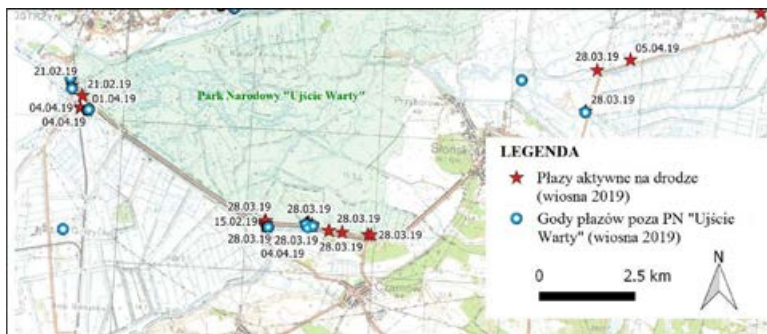 OSTRZYN
21.02.19
21.02.19
04.04.19
01.04.19
04.04.19
Park Narodowy "Ujście Warty"
28.03.19
05.04.19
28.03.19
Przyborów
Słońsk
28.03.19
28.03.19
15.02.19
28.03.19
28.03.19
28.03.19
28.03.19
04.04.19
28.03.19
LEGENDA
Płazy aktywne na drodze
(wiosna 2019)
Gody płazów poza PN "Ujście
Warty" (wiosna 2019)
0
2.5 km
N